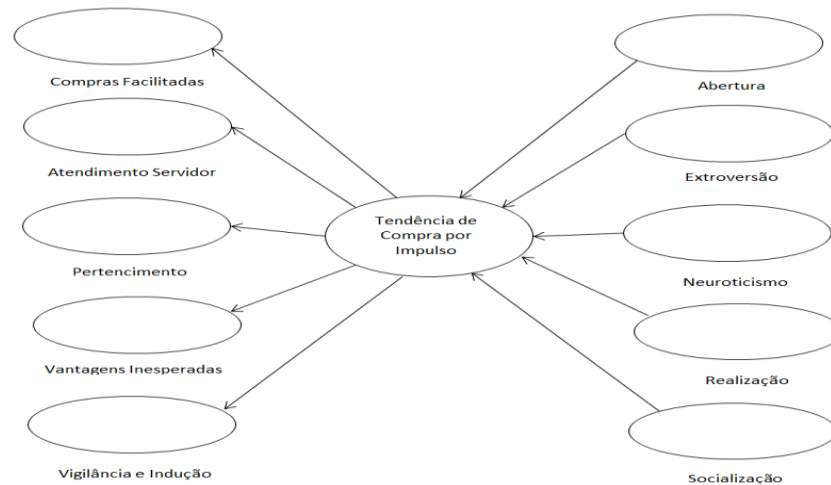 Compras Facilitadas
Atendimento Servidor
Pertencimento
Vantagens Inesperadas
Vigilância e Indução
Tendência de
Compra por
Impulso
Abertura
Extroversão
Neuroticismo
Realização
Socialização